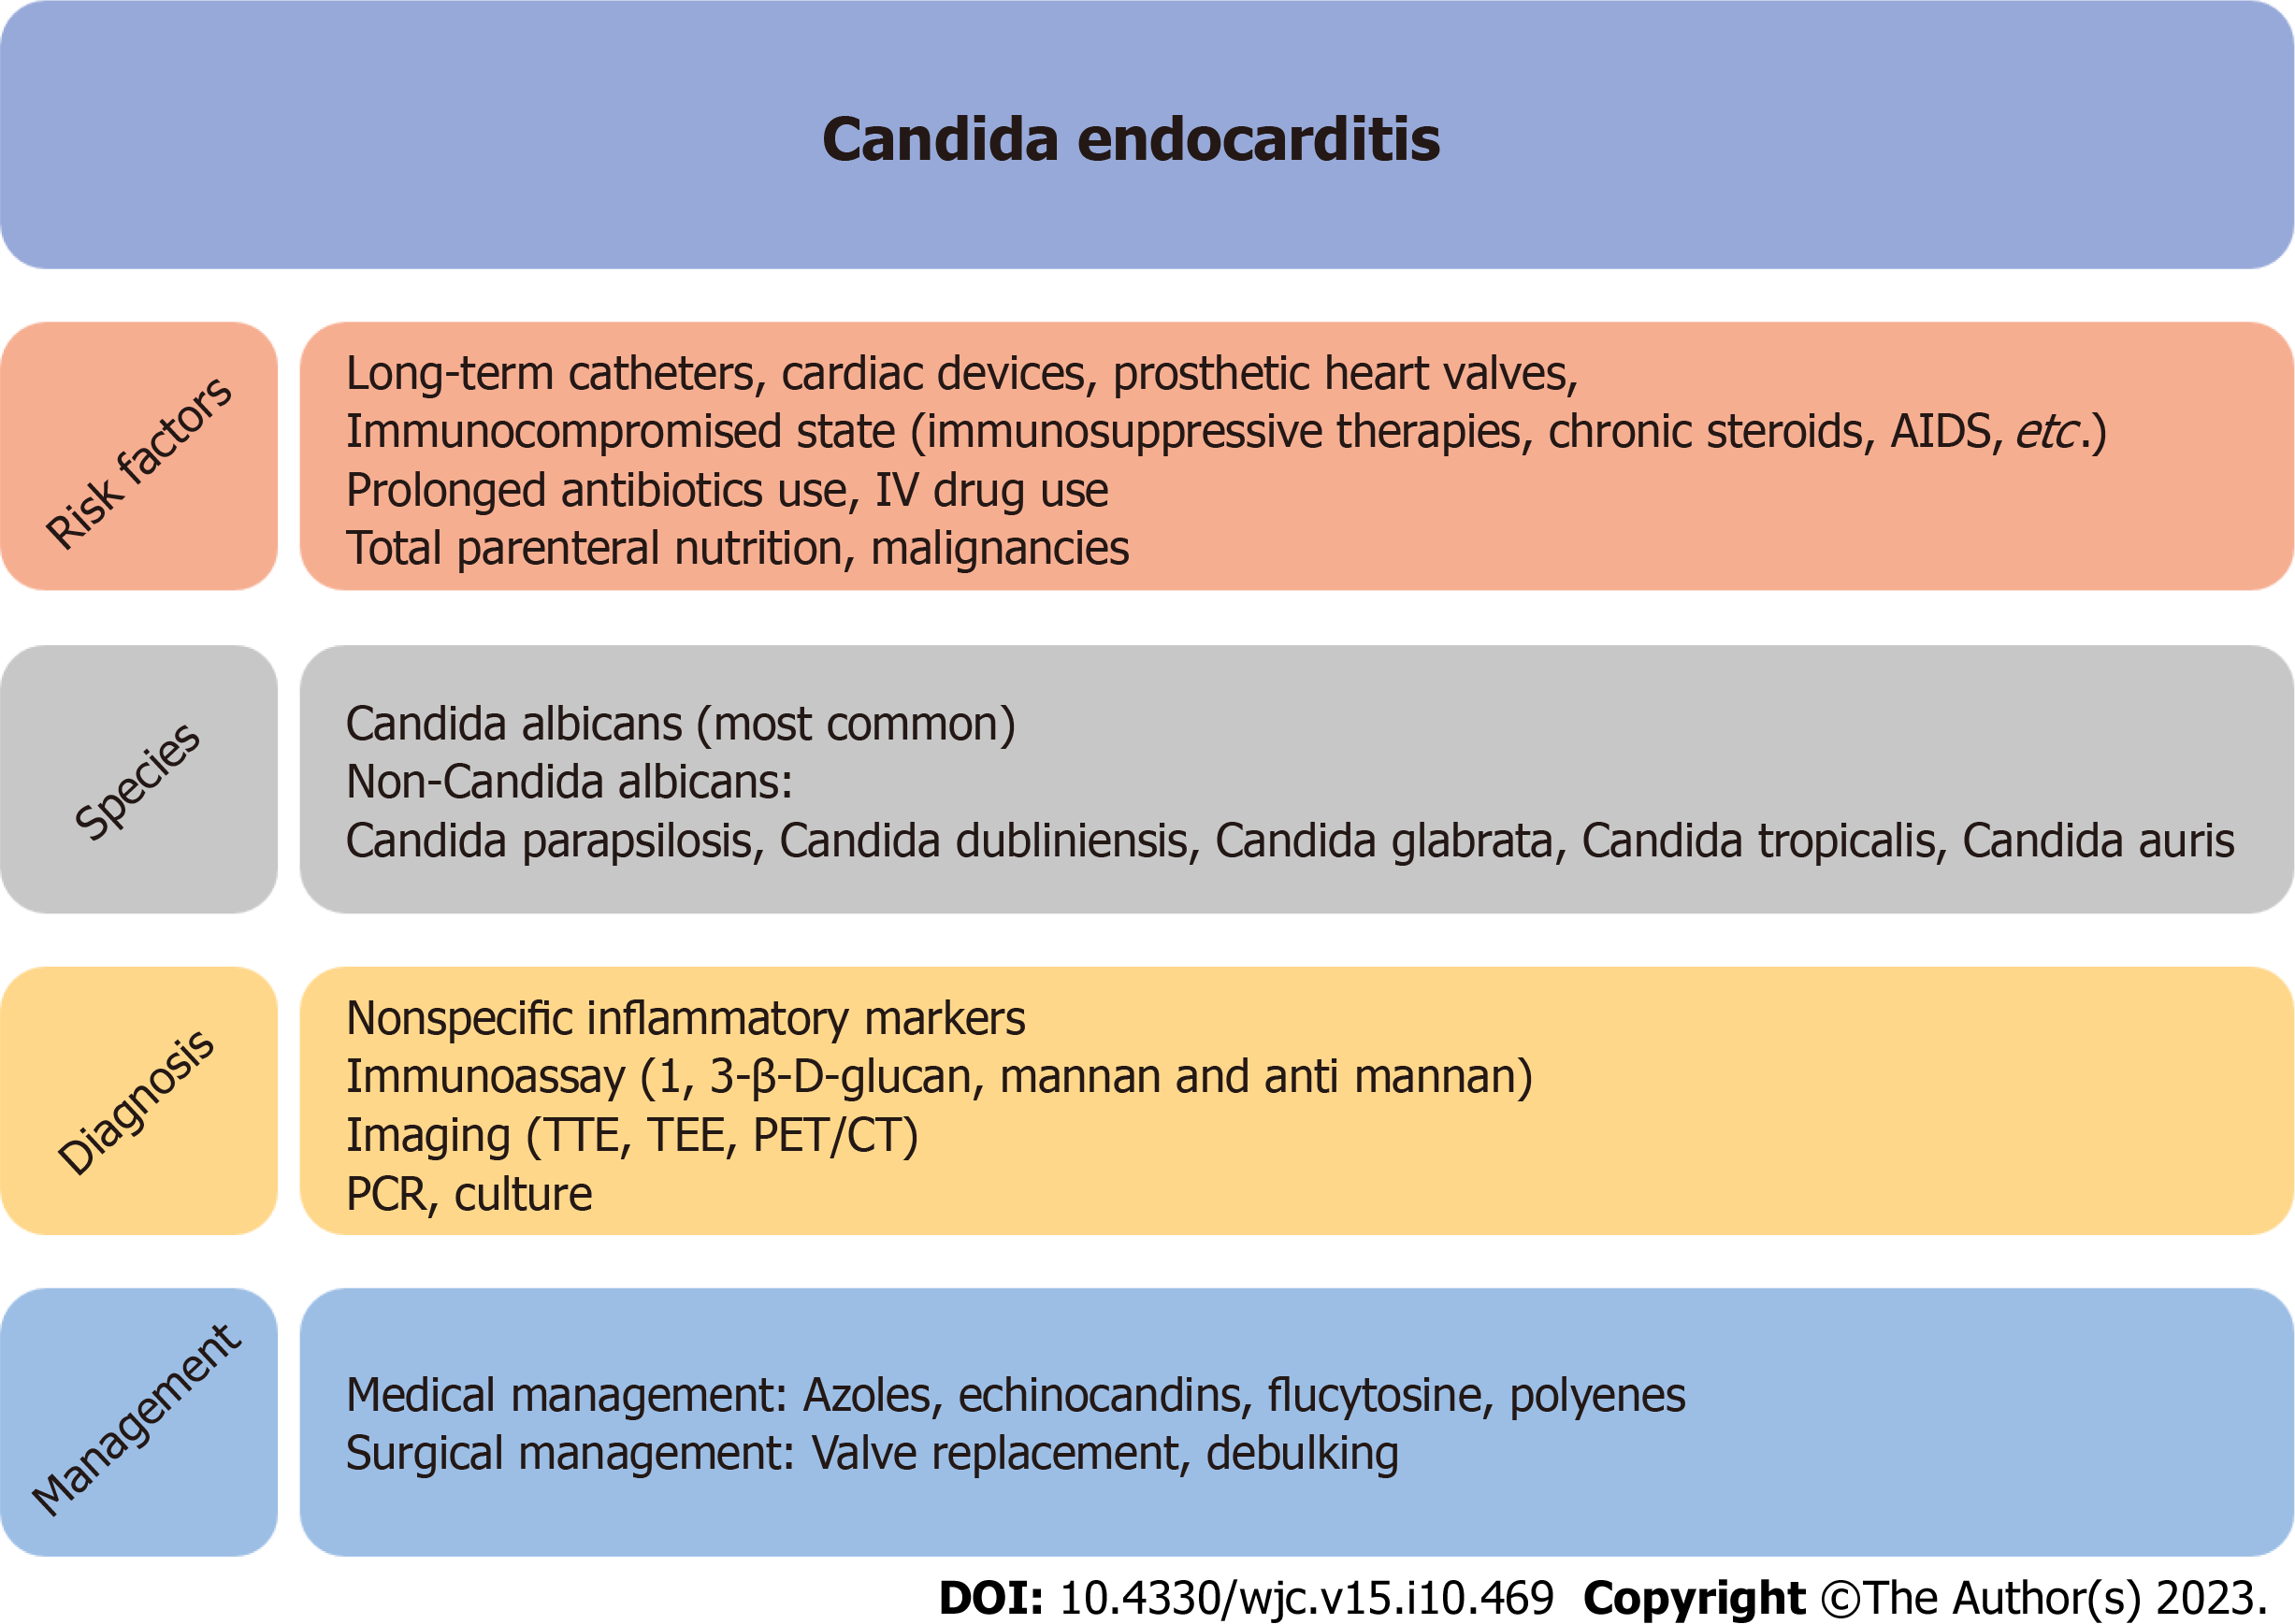 Candida endocarditis
Risk factors
Long-term catheters, cardiac devices, prosthetic heart valves,
Immunocompromised state (immunosuppressive therapies, chronic steroids, AIDS, etc.)
Prolonged antibiotics use, IV drug use
Total parenteral nutrition, malignancies
Species
Candida albicans (most common)
Non-Candida albicans:
Candida parapsilosis, Candida dubliniensis, Candida glabrata, Candida tropicalis, Candida auris
Diagnosis
Nonspecific inflammatory markers
Immunoassay (1, 3-β-D-glucan, mannan and anti mannan)
Imaging (TTE, TEE, PET/CT)
PCR, culture
Management
Medical management: Azoles, echinocandins, flucytosine, polyenes
Surgical management: Valve replacement, debulking
DOI: 10.4330/wjc.v15.i10.469 Copyright ©The Author(s) 2023.